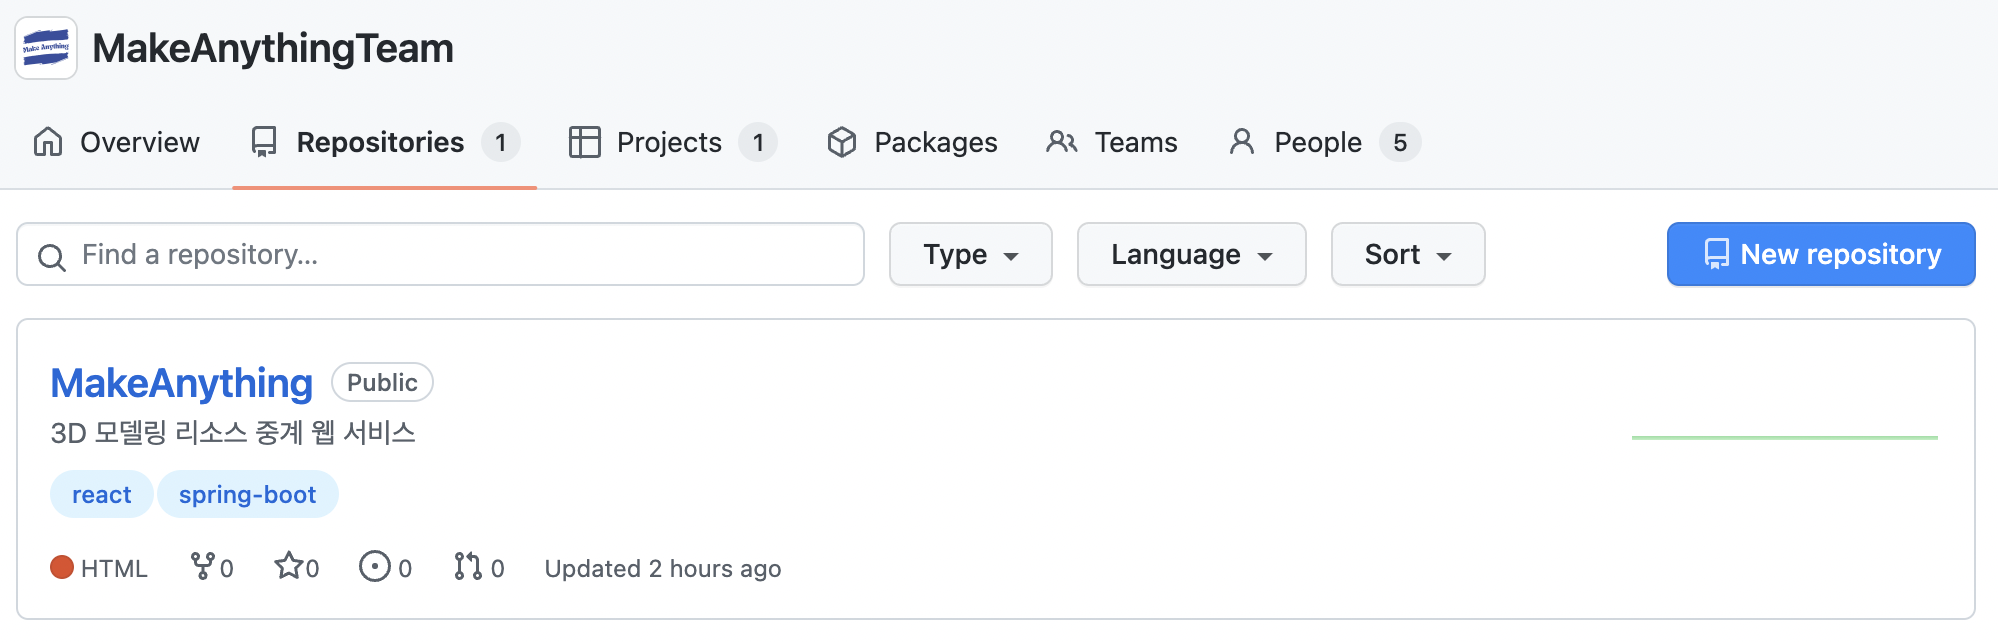 Make Anything
MakeAnythingTeam
Overview Repositories 1 Projects 1 Packages Teams People 5
Find a repository... Type Language Sort New repository
MakeAnything Public
3D 모델링 리소스 중계 웹 서비스
react spring-boot
HTML 0 0 0 0 Updated 2 hours ago